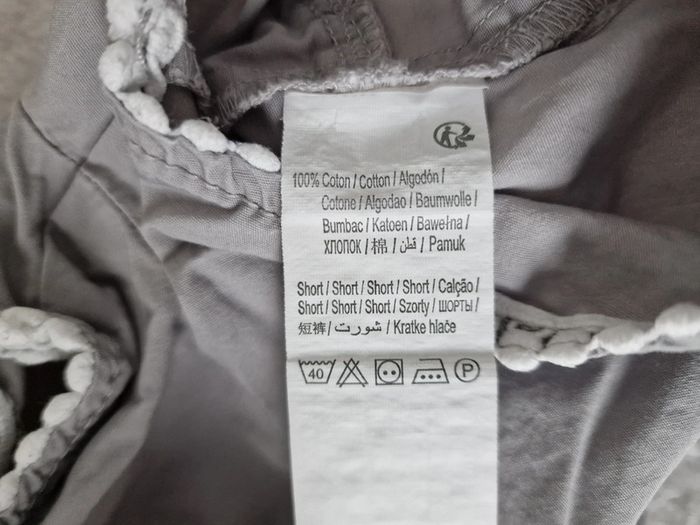 100% Coton / Cotton / Algodón /
Cotone / Algodao / Baumwolle /
Bumbac / Katoen / Bawełna /
ХЛОПОК / 棉 / قطن / Pamuk
Short / Short / Short / Short / Calção /
Short / Short / Short / Szorty / ШОРТЫ /
短裤 / شورت / Kratke hlače
40
P